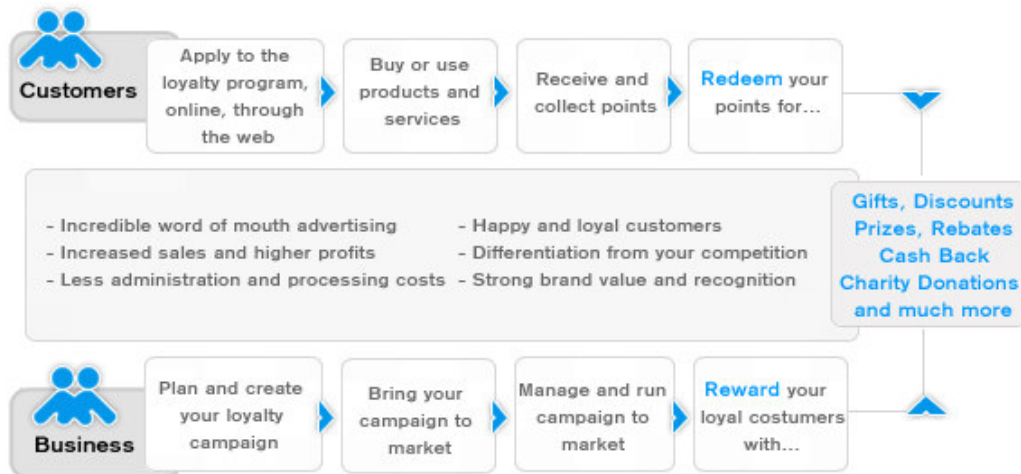 Customers
Apply to the
loyalty program,
online, through
the web
Buy or use
products and
services
Receive and
collect points
Redeem your
points for...
- Incredible word of mouth advertising
- Increased sales and higher profits
- Less administration and processing costs
- Happy and loyal customers
- Differentiation from your competition
- Strong brand value and recognition
Gifts, Discounts
Prizes, Rebates
Cash Back
Charity Donations
and much more
Business
Plan and create
your loyalty
campaign
Bring your
campaign to
market
Manage and run
campaign to
market
Reward your
loyal costumers
with...